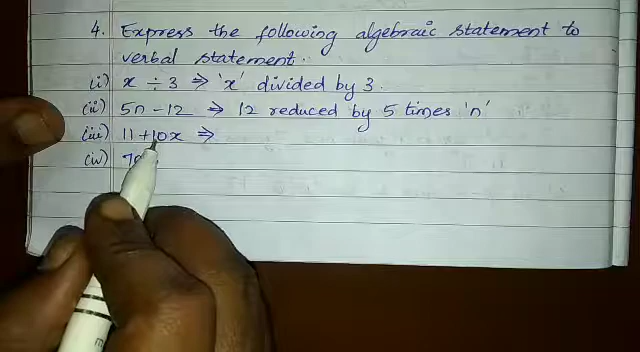 4. Express the following algebraic statement to
verbal statement.
(i) x ÷ 3 ⇒ 'x' divided by 3.
(ii) 5n - 12 ⇒ 12 reduced by 5 times 'n'
(iii) 11 + 10x ⇒
(iv)